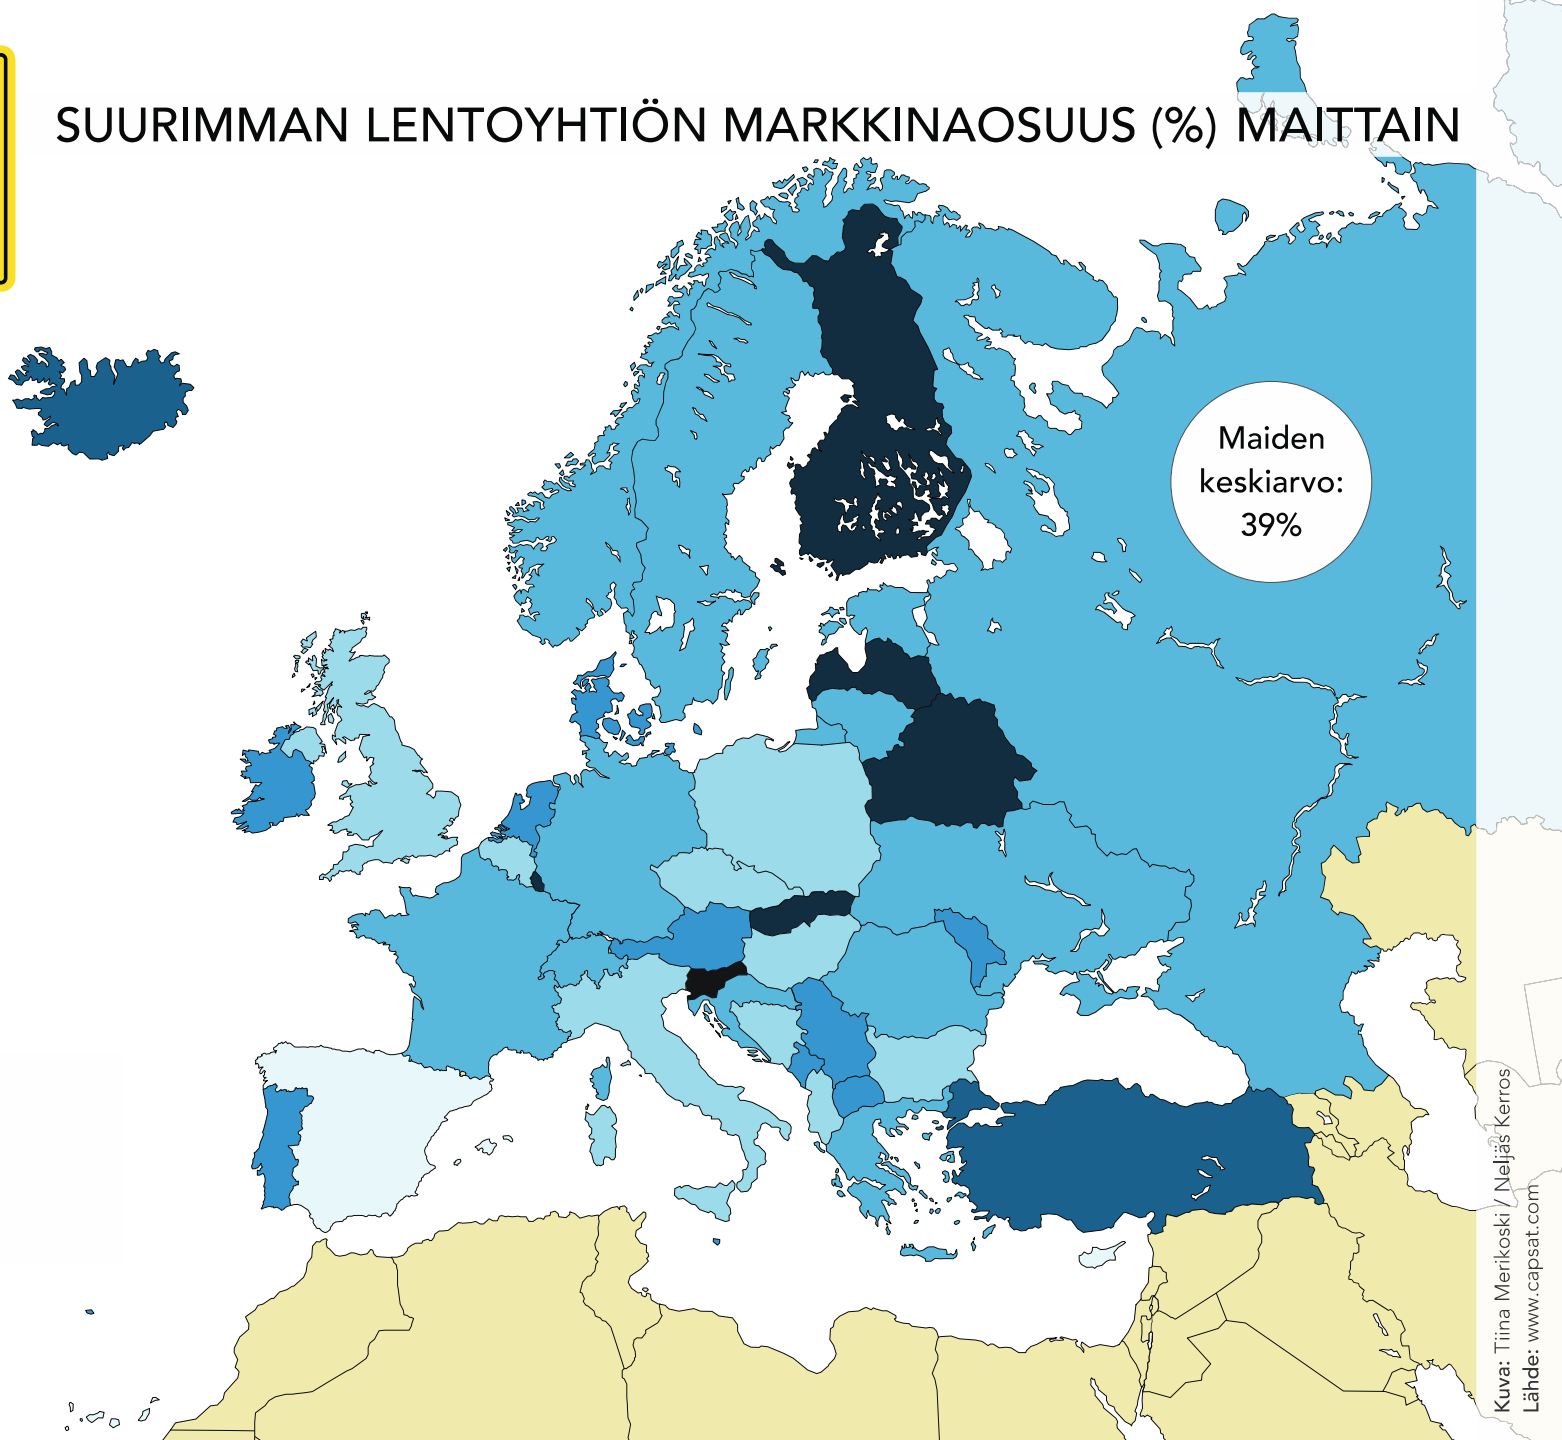 SUURIMMAN LENTOYHTIÖN MARKKINAOSUUS (%) MAITTAIN
Maiden
keskiarvo:
39%
Kuva: Tiina Merikoski / Neljäs Kerros
Lähde: www.capsat.com